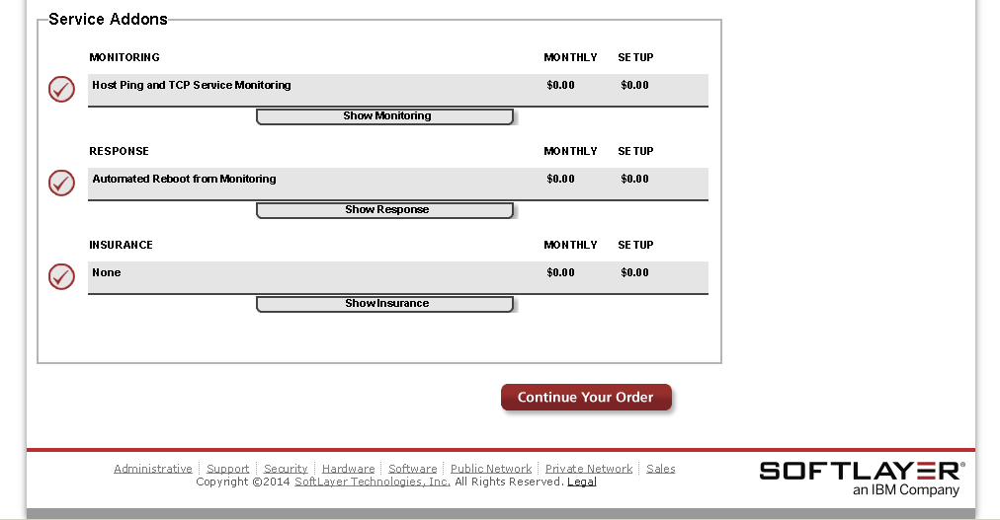 Service Addons
MONITORING MONTHLY SETUP
Host Ping and TCP Service Monitoring $0.00 $0.00
Show Monitoring
RESPONSE MONTHLY SETUP
Automated Reboot from Monitoring $0.00 $0.00
Show Response
INSURANCE MONTHLY SETUP
None $0.00 $0.00
Show Insurance
Continue Your Order
Administrative Support Security Hardware Software Public Network Private Network Sales
Copyright ©2014 SoftLayer Technologies, Inc. All Rights Reserved. Legal
SOFTLAYER®
an IBM Company